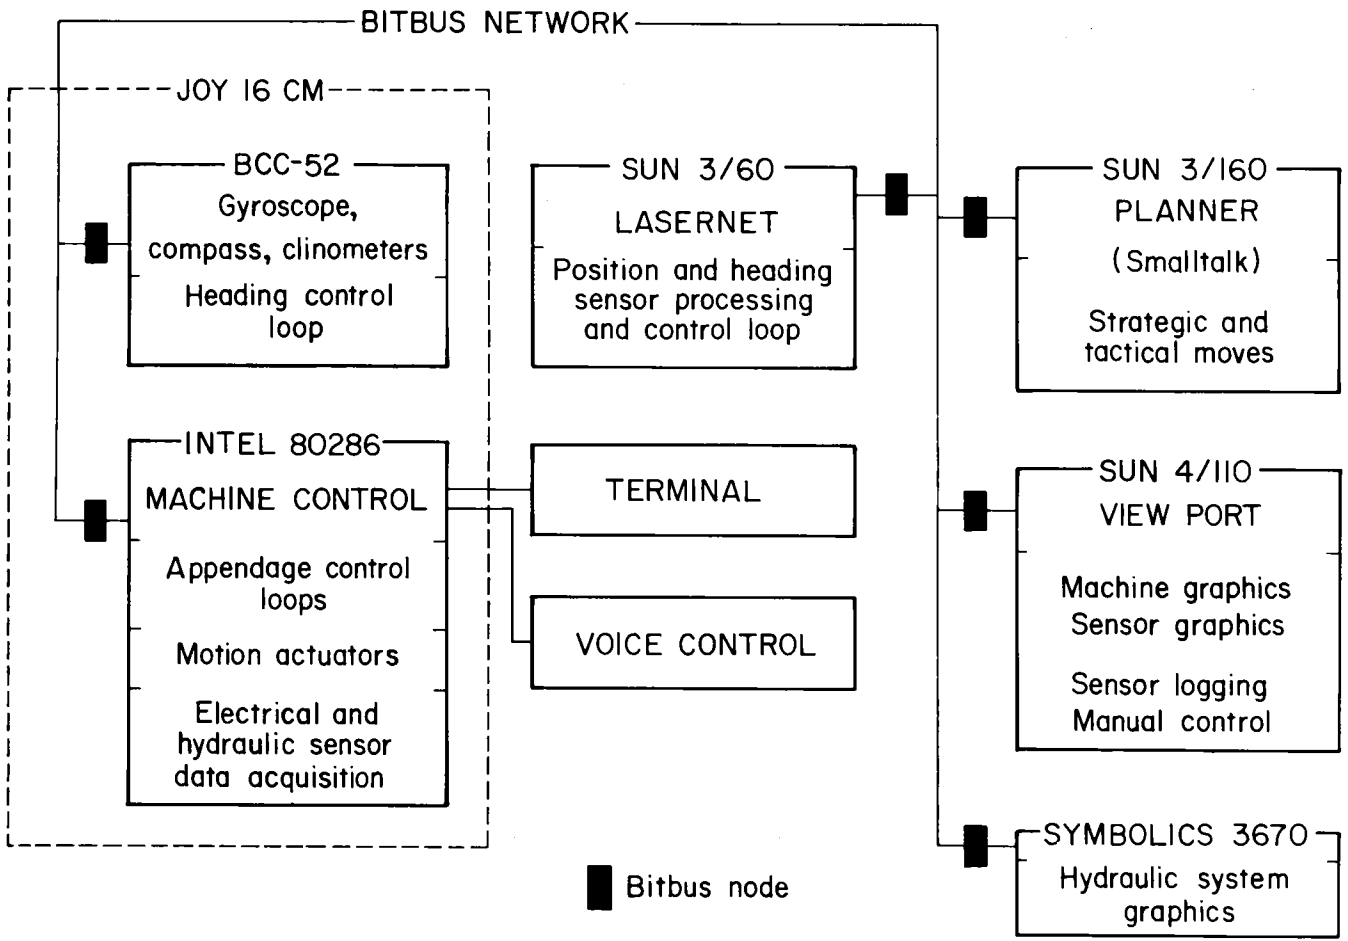 BITBUS NETWORK
JOY 16 CM
BCC-52
Gyroscope,
compass, clinometers
Heading control
loop
INTEL 80286
MACHINE CONTROL
Appendage control
loops
Motion actuators
Electrical and
hydraulic sensor
data acquisition
SUN 3/60
LASERNET
Position and heading
sensor processing
and control loop
TERMINAL
VOICE CONTROL
SUN 3/160
PLANNER
(Smalltalk)
Strategic and
tactical moves
SUN 4/110
VIEW PORT
Machine graphics
Sensor graphics
Sensor logging
Manual control
SYMBOLICS 3670
Hydraulic system
graphics
Bitbus node